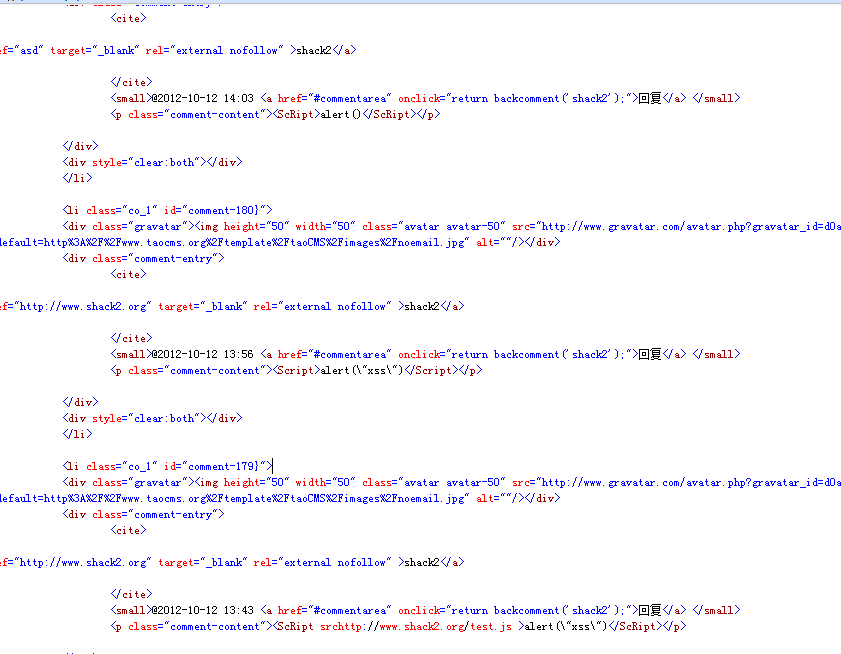 <cite>
ef="asd" target="_blank" rel="external nofollow" >shack2</a>
</cite>
<small>@2012-10-12 14:03 <a href="#commentarea" onclick="return backcomment('shack2');">回复</a> </small>
<p class="comment-content"><ScRipt>alert()</ScRipt></p>
</div>
<div style="clear:both"></div>
</li>
<li class="co_1" id="comment-180}">
<div class="gravatar"><img height="50" width="50" class="avatar avatar-50" src="http://www.gravatar.com/avatar.php?gravatar_id=d0a
default=http%3A%2F%2Fwww.taocms.org%2Ftemplate%2FtaoCMS%2Fimages%2Fnoemail.jpg" alt=""/></div>
<div class="comment-entry">
<cite>
ef="http://www.shack2.org" target="_blank" rel="external nofollow" >shack2</a>
</cite>
<small>@2012-10-12 13:56 <a href="#commentarea" onclick="return backcomment('shack2');">回复</a> </small>
<p class="comment-content"><Script>alert(\"xss\")</Script></p>
</div>
<div style="clear:both"></div>
</li>
<li class="co_1" id="comment-179}">
<div class="gravatar"><img height="50" width="50" class="avatar avatar-50" src="http://www.gravatar.com/avatar.php?gravatar_id=d0a
default=http%3A%2F%2Fwww.taocms.org%2Ftemplate%2FtaoCMS%2Fimages%2Fnoemail.jpg" alt=""/></div>
<div class="comment-entry">
<cite>
ef="http://www.shack2.org" target="_blank" rel="external nofollow" >shack2</a>
</cite>
<small>@2012-10-12 13:43 <a href="#commentarea" onclick="return backcomment('shack2');">回复</a> </small>
<p class="comment-content"><ScRipt srchttp://www.shack2.org/test.js >alert(\"xss\")</ScRipt></p>